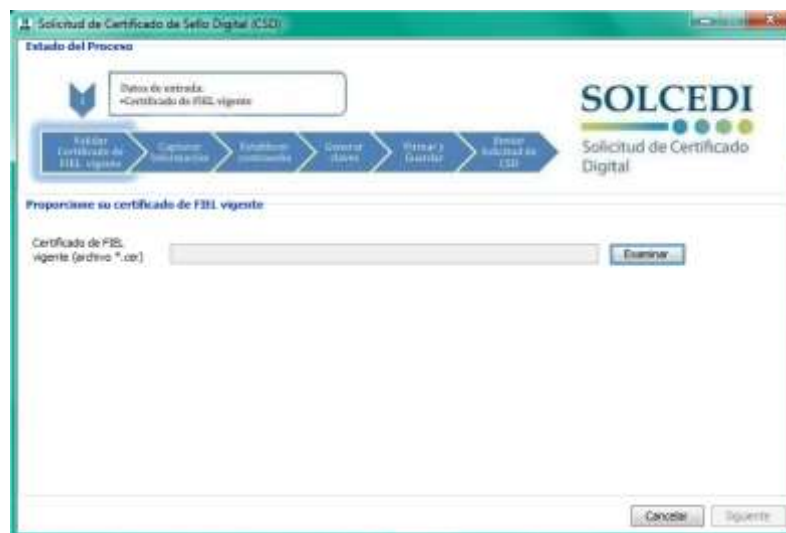 Solicitud de Certificado de Sello Digital (CSD)
Estado del Proceso
Datos de entrada:
•Certificado de FIEL vigente
SOLCEDI
Solicitud de Certificado
Digital
Validar
Certificado de
FIEL vigente
Capturar
Información
Establecer
contraseña
Generar
claves
Firmar y
Guardar
Enviar
Solicitud de
CSD
Proporcione su certificado de FIEL vigente
Certificado de FIEL
vigente (archivo *.cer)
Examinar
Cancelar
Siguiente